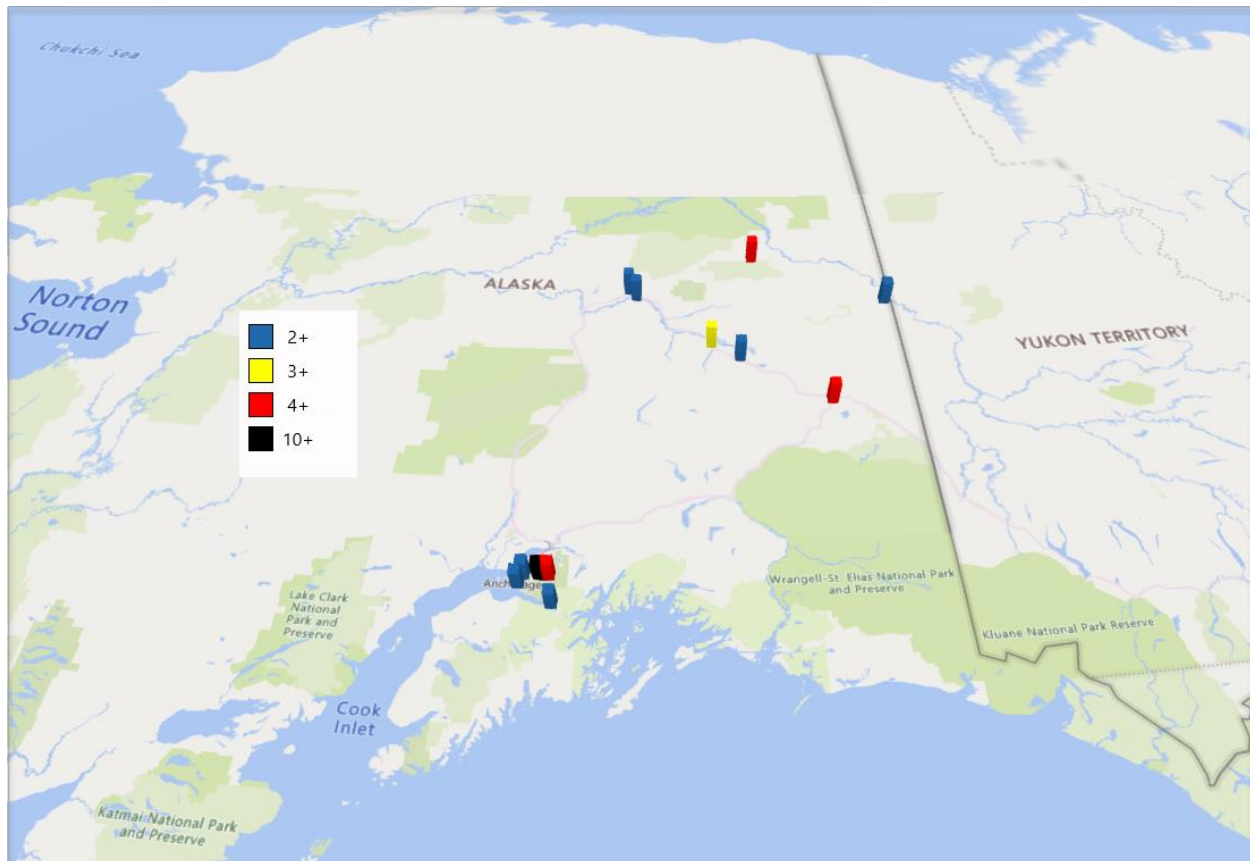 Chukchi Sea
Norton
Sound
ALASKA
YUKON TERRITORY
2+
3+
4+
10+
Lake Clark
National
Park and
Preserve
Wrangell-St. Elias National Park
and Preserve
Kluane National Park Reserve
Cook
Inlet
Katmai National Park
and Preserve